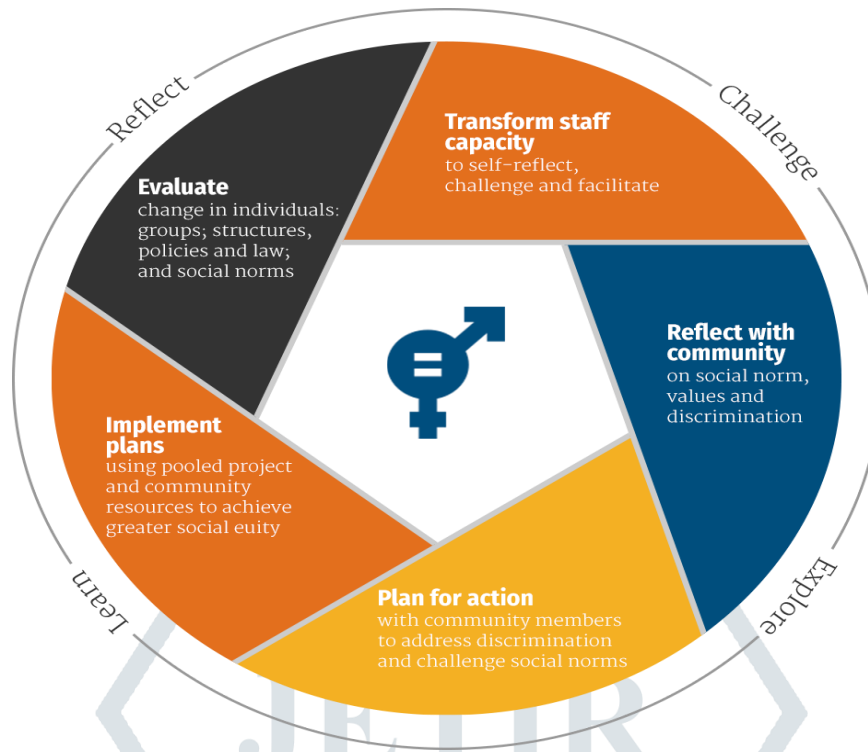 Reflect
Challenge
Transform staff
capacity
to self-reflect,
challenge and facilitate
Evaluate
change in individuals:
groups; structures,
policies and law;
and social norms
Reflect with
community
on social norm,
values and
discrimination
=
Implement
plans
using pooled project
and community
resources to achieve
greater social euity
Plan for action
with community members
to address discrimination
and challenge social norms
Learn
Explore
JETIR